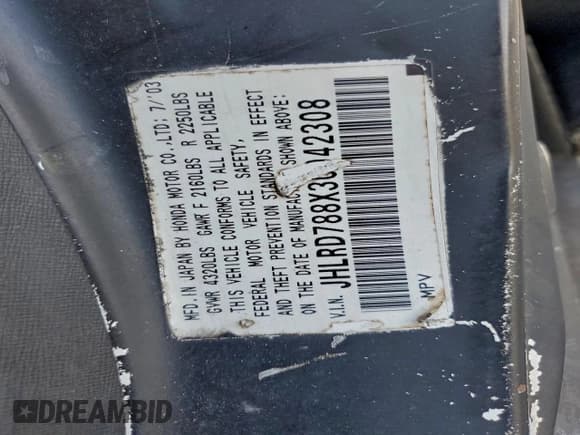 MFD. IN JAPAN BY HONDA MOTOR CO.,LTD: 7/'03
GVWR 4320LBS GAWR F 2160LBS R 2250LBS
THIS VEHICLE CONFORMS TO ALL APPLICABLE
FEDERAL MOTOR VEHICLE SAFETY,
AND THEFT PREVENTION STANDARDS IN EFFECT
ON THE DATE OF SHOWN ABOVE:
V.I.N.
MPV
DREAMBID